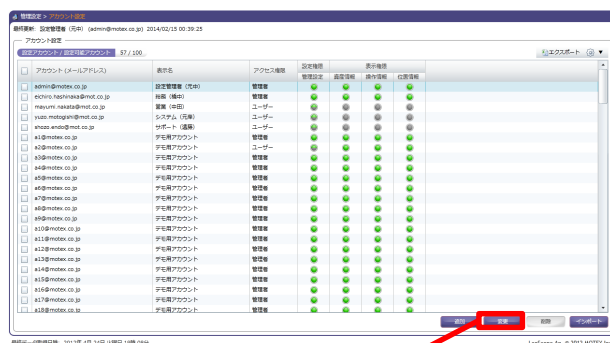 管理設定 > アカウント設定
最終更新: 設定管理者 (元中) (admin@motex.co.jp) 2014/02/15 00:39:25
アカウント設定
設定アカウント / 設定可能アカウント 57 / 100 エクスポート
アカウント (メールアドレス) 表示名 アクセス権限 設定権限 表示権限
管理設定 資産情報 操作情報 位置情報
admin@motex.co.jp 設定管理者 (元中) 管理者
eichiro.hashinaka@mot.co.jp 総務 (橋中) 管理者
mayumi.nakata@mot.co.jp 営業 (中田) ユーザー
yuzo.motogishi@mot.co.jp システム (元岸) ユーザー
shozo.endo@mot.co.jp サポート (遠藤) ユーザー
a1@motex.co.jp デモ用アカウント 管理者
a2@motex.co.jp デモ用アカウント ユーザー
a3@motex.co.jp デモ用アカウント 管理者
a4@motex.co.jp デモ用アカウント 管理者
a5@motex.co.jp デモ用アカウント 管理者
a6@motex.co.jp デモ用アカウント 管理者
a7@motex.co.jp デモ用アカウント 管理者
a8@motex.co.jp デモ用アカウント 管理者
a9@motex.co.jp デモ用アカウント 管理者
a10@motex.co.jp デモ用アカウント 管理者
a11@motex.co.jp デモ用アカウント 管理者
a12@motex.co.jp デモ用アカウント 管理者
a13@motex.co.jp デモ用アカウント 管理者
a14@motex.co.jp デモ用アカウント 管理者
a15@motex.co.jp デモ用アカウント 管理者
a16@motex.co.jp デモ用アカウント 管理者
a17@motex.co.jp デモ用アカウント 管理者
a18@motex.co.jp デモ用アカウント 管理者
追加 変更 削除 インポート